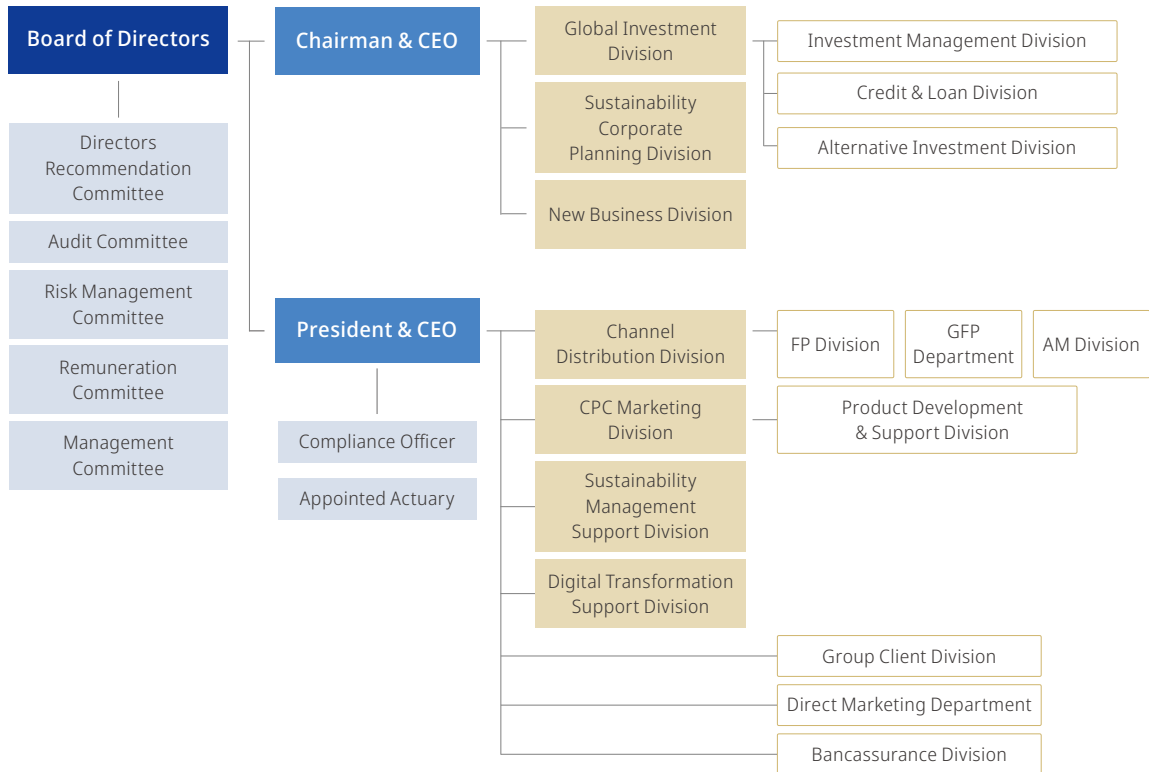 Board of Directors
Directors
Recommendation
Committee
Audit Committee
Risk Management
Committee
Remuneration
Committee
Management
Committee
Chairman & CEO
Global Investment
Division
Investment Management Division
Credit & Loan Division
Alternative Investment Division
Sustainability
Corporate
Planning Division
New Business Division
President & CEO
Compliance Officer
Appointed Actuary
Channel
Distribution Division
FP Division
GFP
Department
AM Division
CPC Marketing
Division
Product Development
& Support Division
Sustainability
Management
Support Division
Digital Transformation
Support Division
Group Client Division
Direct Marketing Department
Bancassurance Division